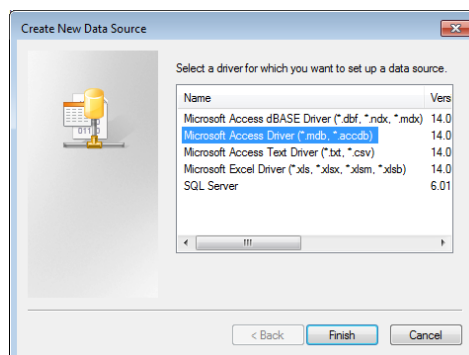 Create New Data Source
Select a driver for which you want to set up a data source.
Name Vers
Microsoft Access dBASE Driver (*.dbf, *.ndx, *.mdx) 14.0
Microsoft Access Driver (*.mdb, *.accdb) 14.0
Microsoft Access Text Driver (*.txt, *.csv) 14.0
Microsoft Excel Driver (*.xls, *.xlsx, *.xlsm, *.xlsb) 14.0
SQL Server 6.01
< Back Finish Cancel